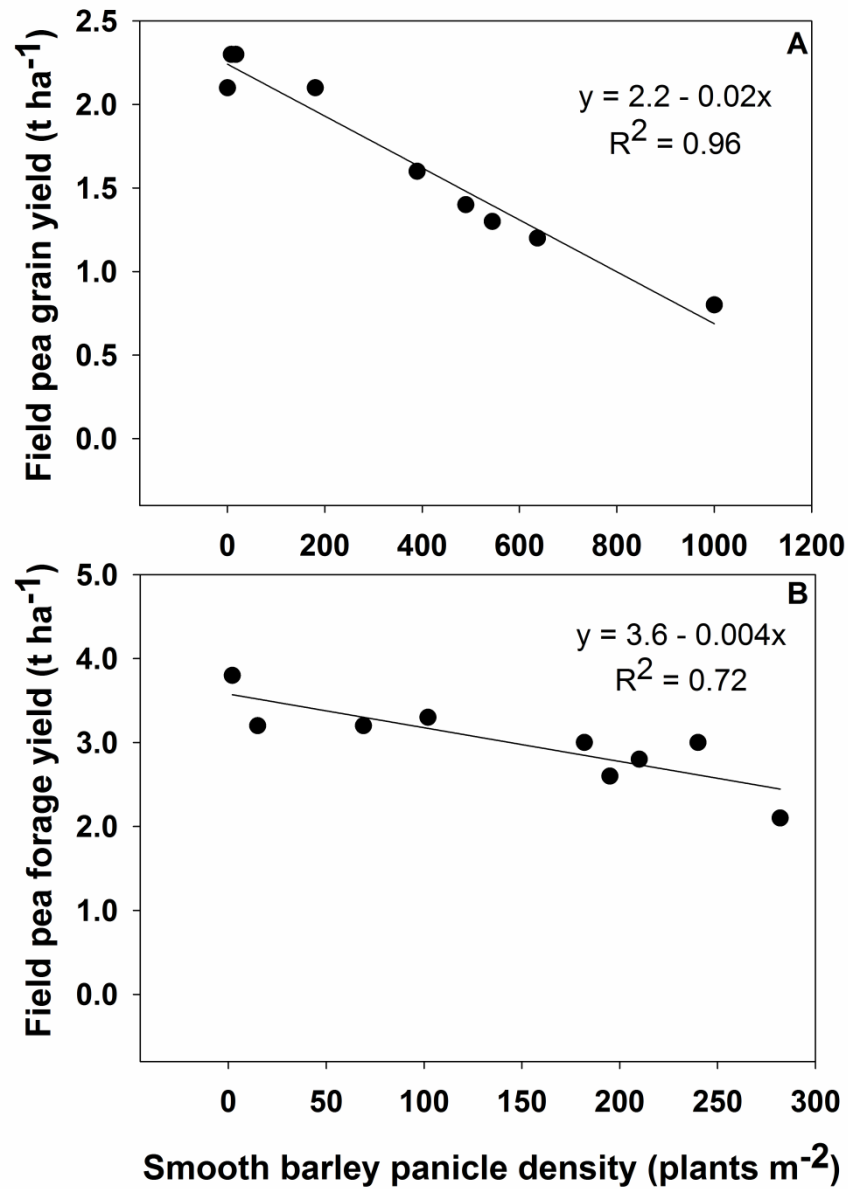 A
Field pea grain yield (t ha-1)
2.5
2.0
1.5
1.0
0.5
0.0
y = 2.2 - 0.02x
R2 = 0.96
0 200 400 600 800 1000 1200
B
Field pea forage yield (t ha-1)
5.0
4.0
3.0
2.0
1.0
0.0
y = 3.6 - 0.004x
R2 = 0.72
0 50 100 150 200 250 300
Smooth barley panicle density (plants m-2)